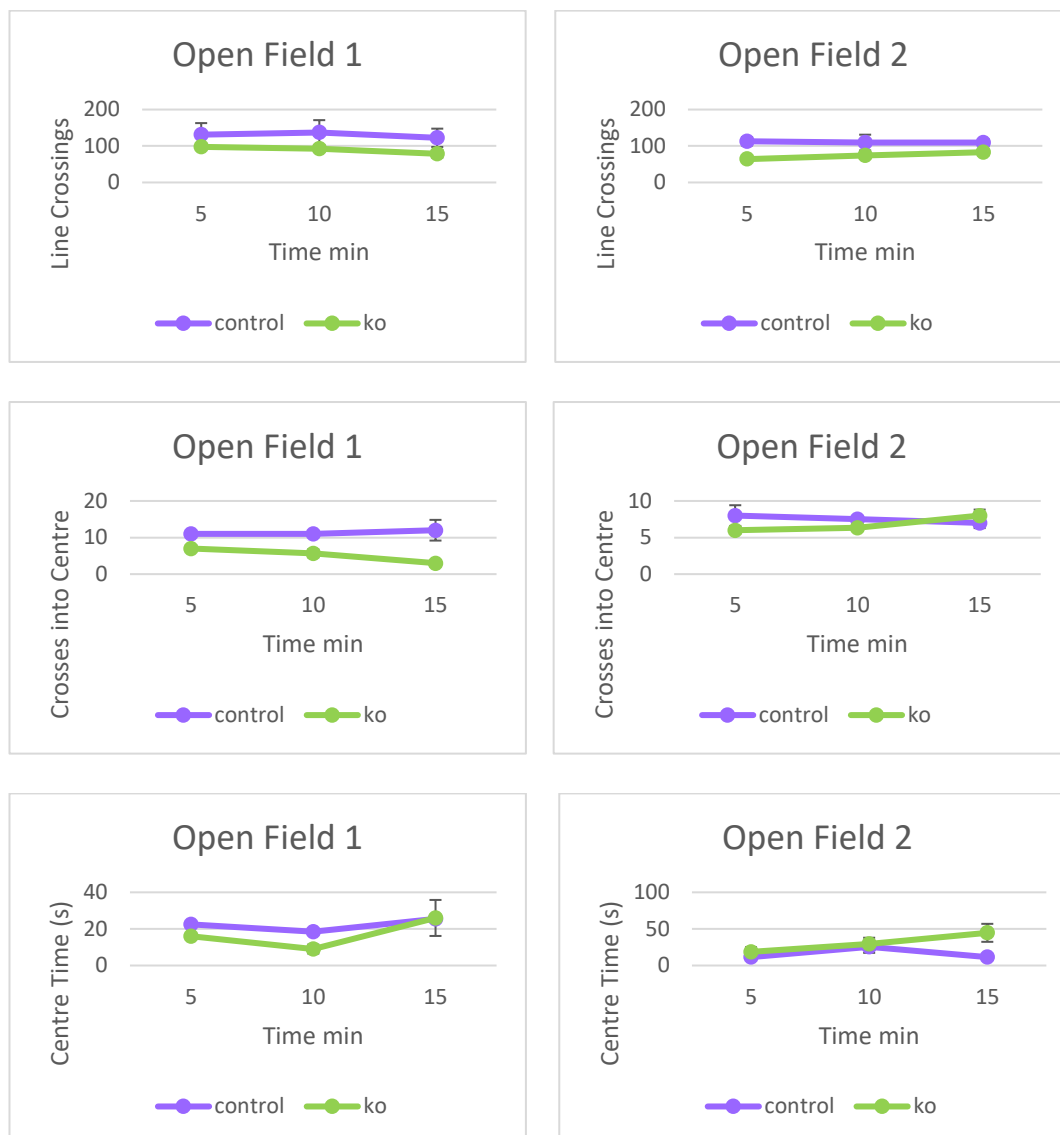 Open Field 1
Line Crossings
200
100
0
5 10 15
Time min
control ko
Open Field 2
Line Crossings
200
100
0
5 10 15
Time min
control ko
Open Field 1
Crosses into Centre
20
10
0
5 10 15
Time min
control ko
Open Field 2
Crosses into Centre
10
5
0
5 10 15
Time min
control ko
Open Field 1
Centre Time (s)
40
20
0
5 10 15
Time min
control ko
Open Field 2
Centre Time (s)
100
50
0
5 10 15
Time min
control ko